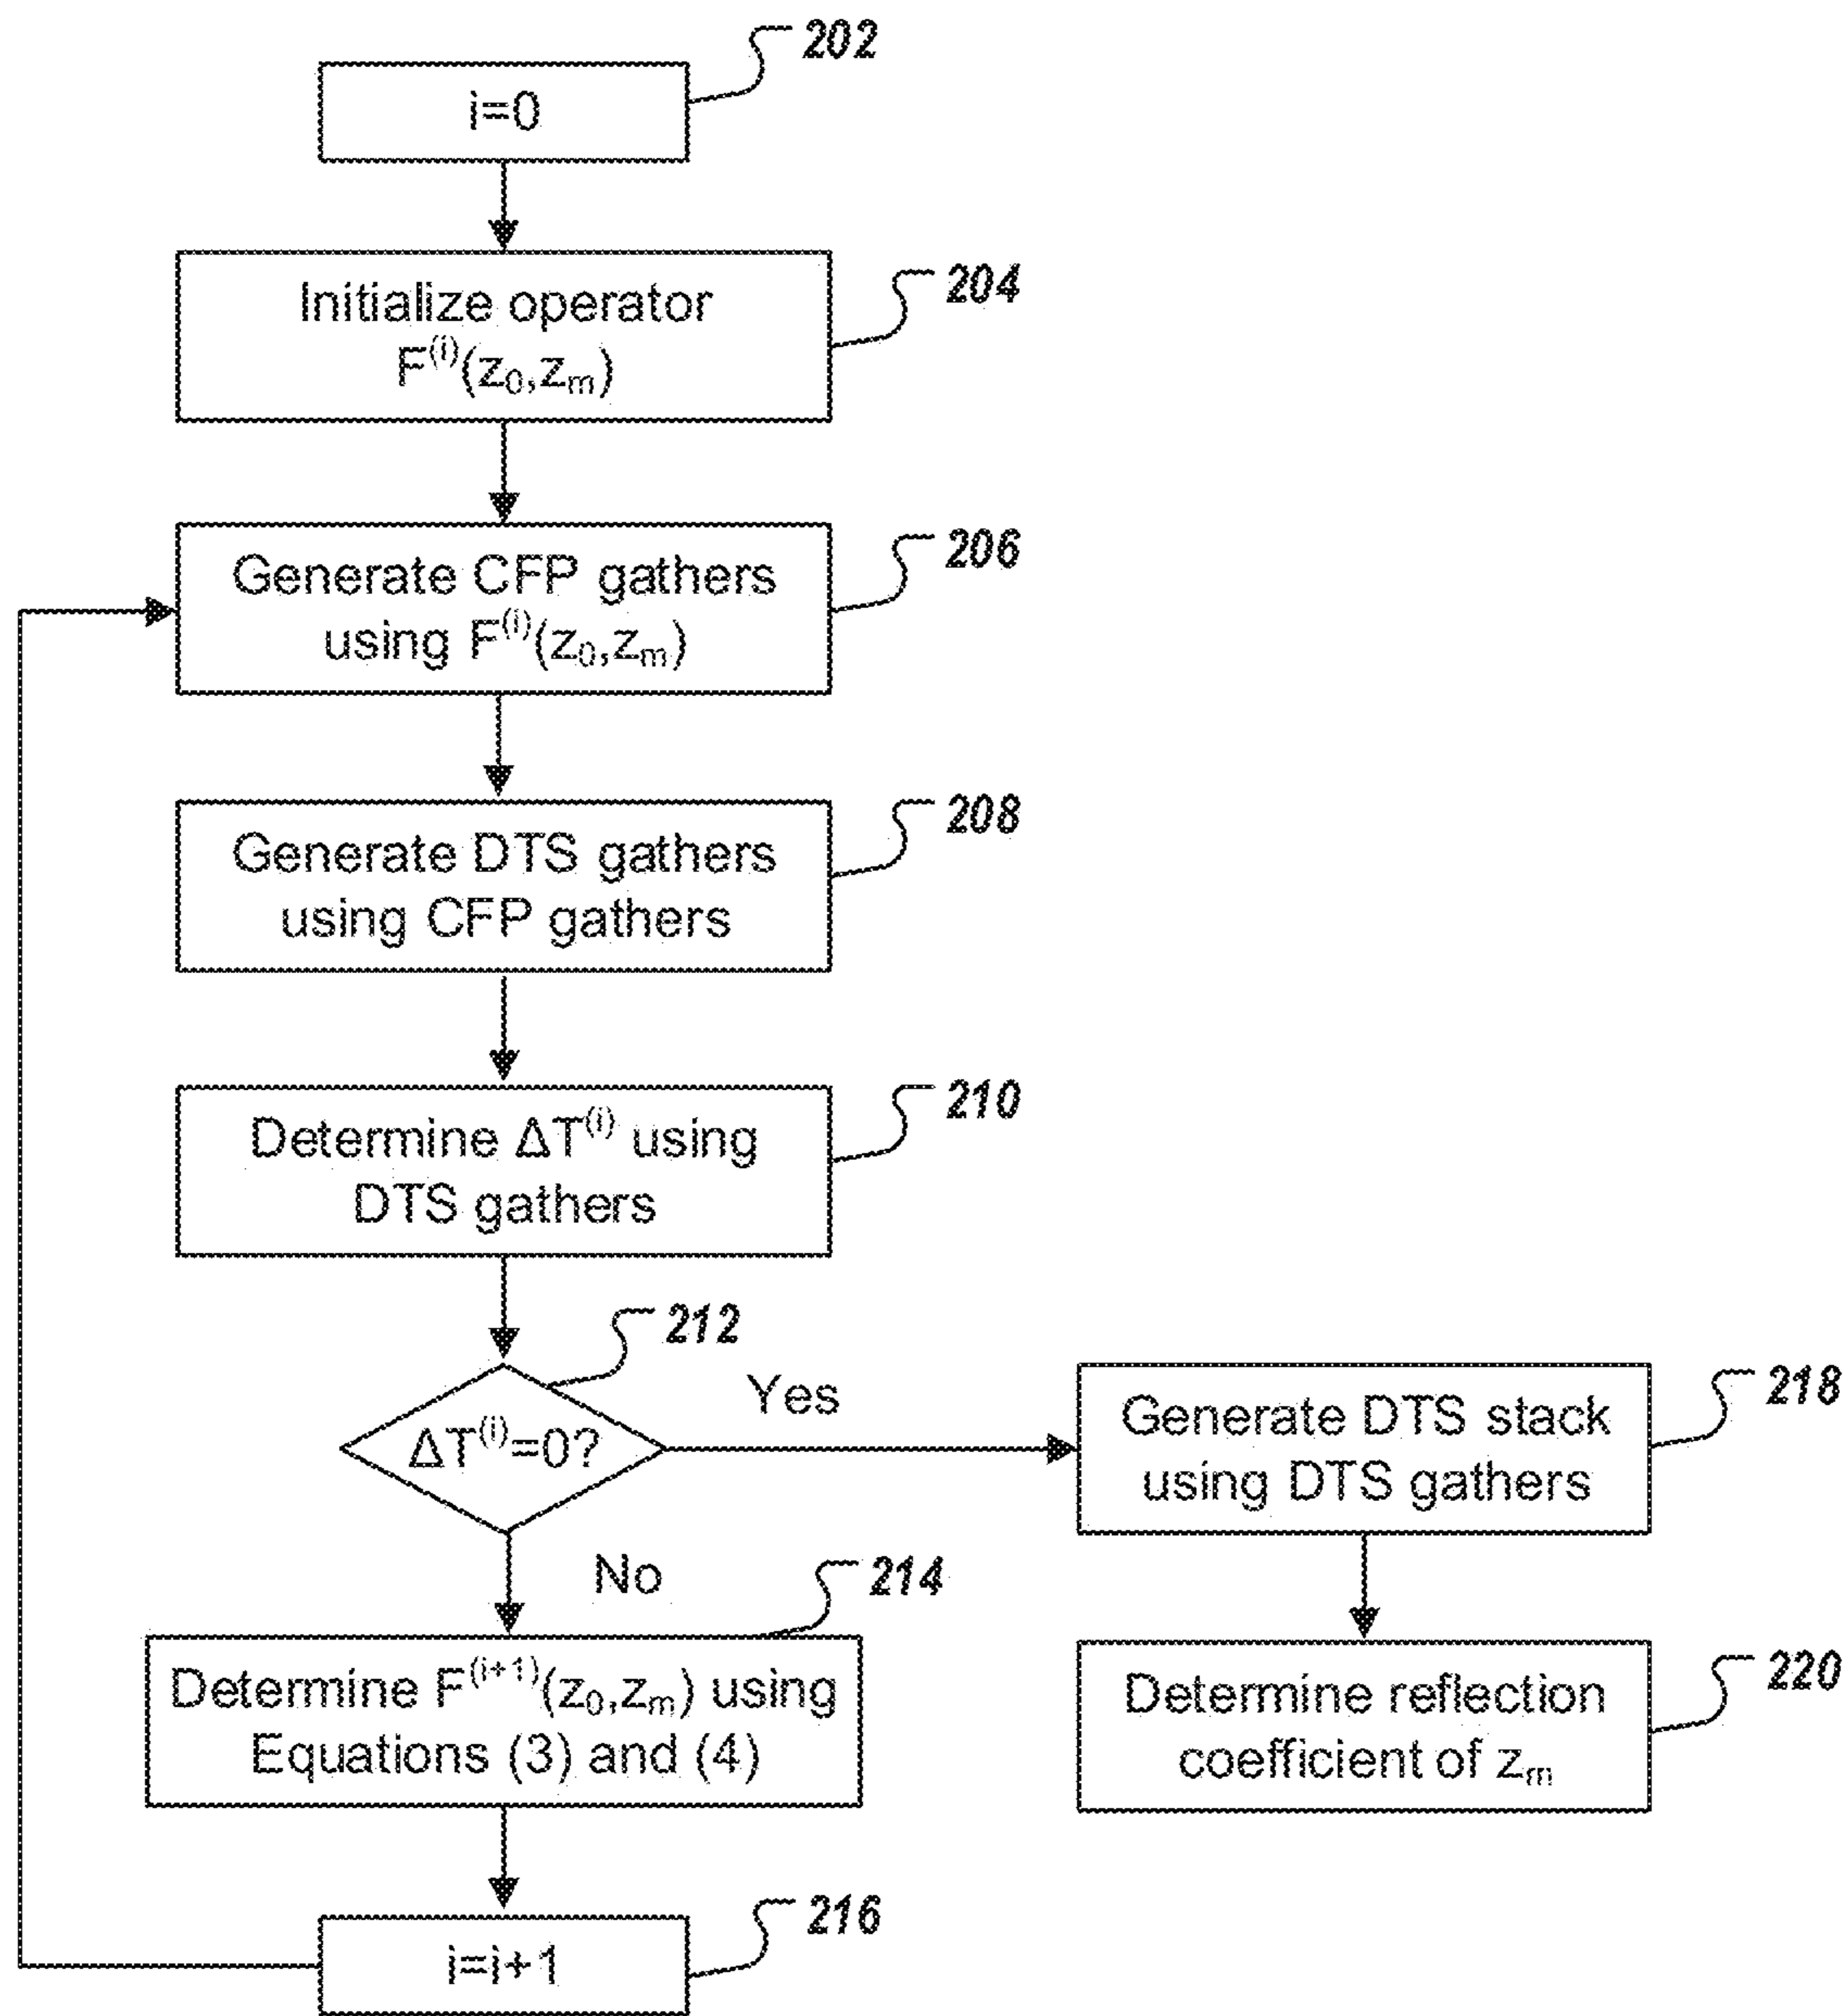 202
i=0
204
Initialize operator
F⁽ⁱ⁾(z₀,zₘ)
206
Generate CFP gathers
using F⁽ⁱ⁾(z₀,zₘ)
208
Generate DTS gathers
using CFP gathers
210
Determine ΔT⁽ⁱ⁾ using
DTS gathers
212
ΔT⁽ⁱ⁾=0?
Yes
218
Generate DTS stack
using DTS gathers
No
214
Determine F⁽ⁱ⁺¹⁾(z₀,zₘ) using
Equations (3) and (4)
220
Determine reflection
coefficient of zₘ
216
i=i+1